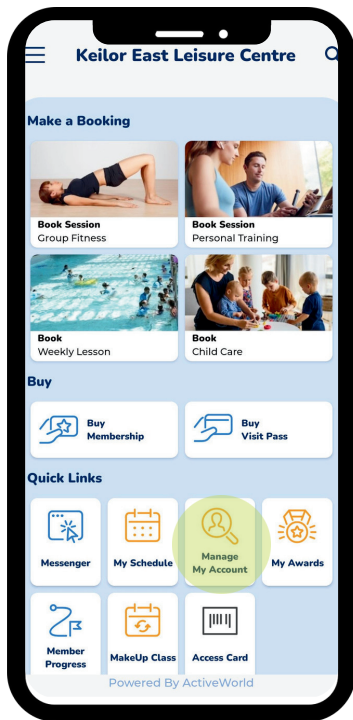 Keilor East Leisure Centre
Make a Booking
Book Session
Group Fitness
Book Session
Personal Training
Book
Weekly Lesson
Book
Child Care
Buy
Buy
Membership
Buy
Visit Pass
Quick Links
Messenger
My Schedule
Manage
My Account
My Awards
Member
Progress
MakeUp Class
Access Card
Powered By ActiveWorld